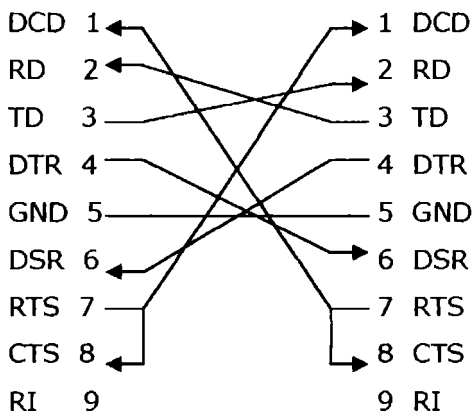 DCD 1 1 DCD
RD 2 2 RD
TD 3 3 TD
DTR 4 4 DTR
GND 5 5 GND
DSR 6 6 DSR
RTS 7 7 RTS
CTS 8 8 CTS
RI 9 9 RI